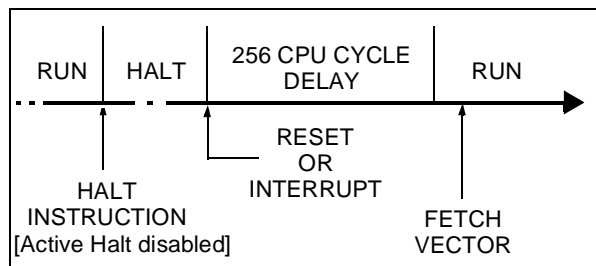 RUN
HALT
256 CPU CYCLE
DELAY
RUN
RESET
OR
INTERRUPT
HALT
INSTRUCTION
[Active Halt disabled]
FETCH
VECTOR